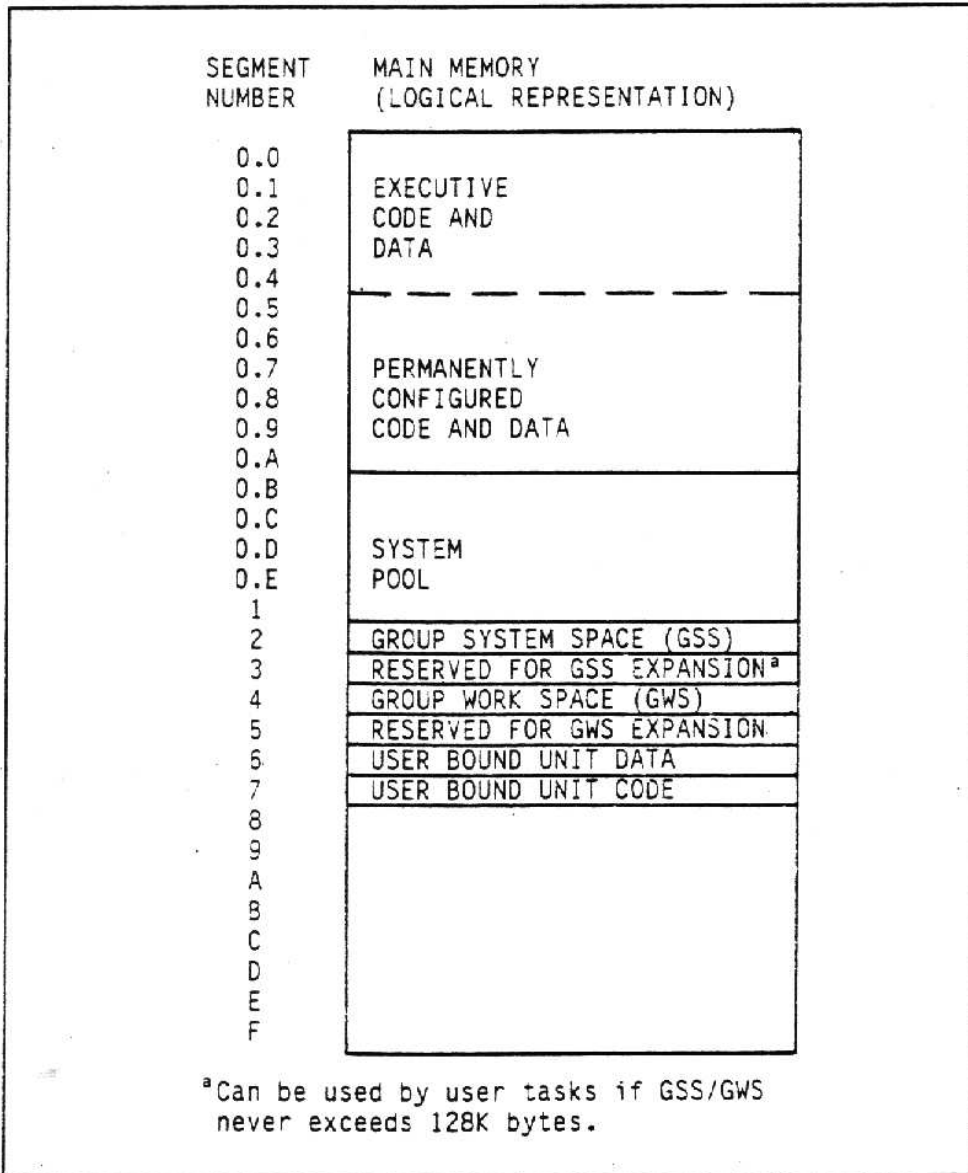 SEGMENT NUMBER
MAIN MEMORY (LOGICAL REPRESENTATION)
0.0
0.1 EXECUTIVE
0.2 CODE AND
0.3 DATA
0.4
0.5
0.6
0.7 PERMANENTLY
0.8 CONFIGURED
0.9 CODE AND DATA
0.A
0.B
0.C
0.D SYSTEM
0.E POOL
1
2 GROUP SYSTEM SPACE (GSS)
3 RESERVED FOR GSS EXPANSIONᵃ
4 GROUP WORK SPACE (GWS)
5 RESERVED FOR GWS EXPANSION
6 USER BOUND UNIT DATA
7 USER BOUND UNIT CODE
8
9
A
B
C
D
E
F
ᵃCan be used by user tasks if GSS/GWS
never exceeds 128K bytes.